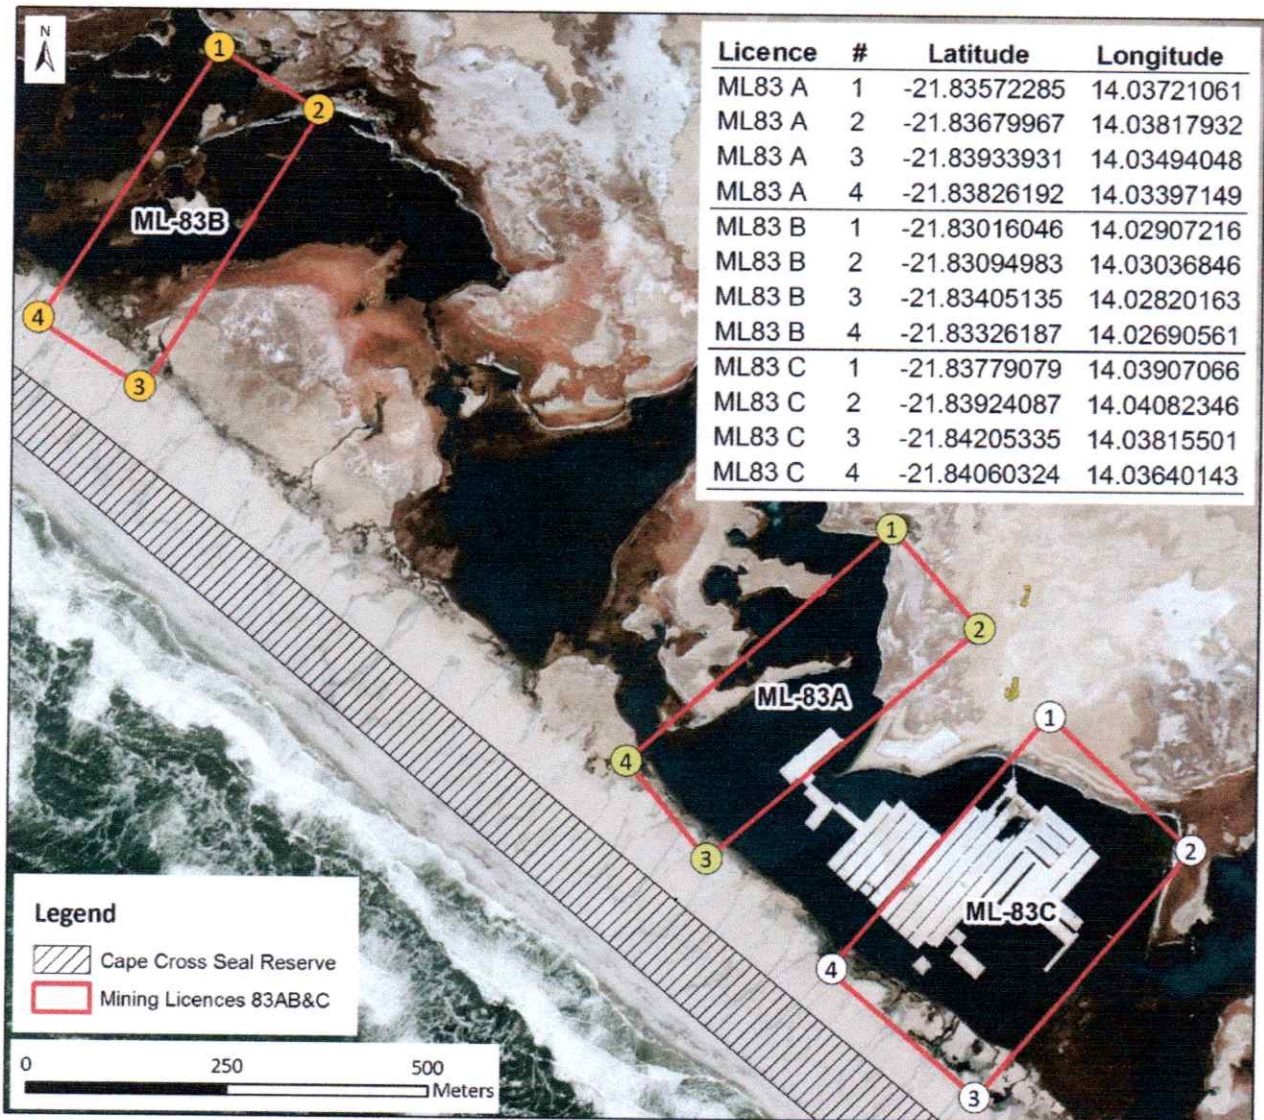 N
Licence # Latitude Longitude
ML83 A 1 -21.83572285 14.03721061
ML83 A 2 -21.83679967 14.03817932
ML83 A 3 -21.83933931 14.03494048
ML83 A 4 -21.83826192 14.03397149
ML83 B 1 -21.83016046 14.02907216
ML83 B 2 -21.83094983 14.03036846
ML83 B 3 -21.83405135 14.02820163
ML83 B 4 -21.83326187 14.02690561
ML83 C 1 -21.83779079 14.03907066
ML83 C 2 -21.83924087 14.04082346
ML83 C 3 -21.84205335 14.03815501
ML83 C 4 -21.84060324 14.03640143
1
2
ML-83B
4
3
1
2
ML-83A
4
3
1
2
ML-83C
4
3
Legend
Cape Cross Seal Reserve
Mining Licences 83AB&C
0 250 500
Meters